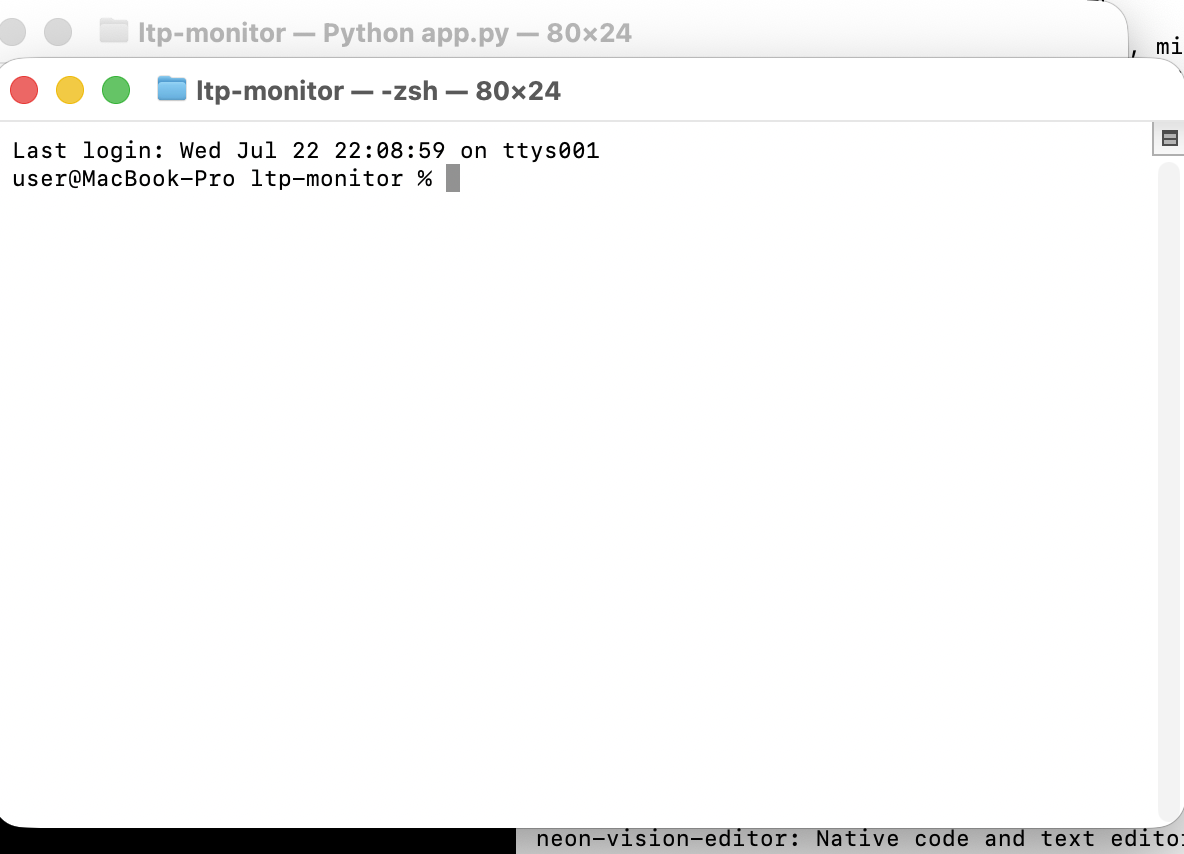 ltp-monitor — Python app.py — 80×24
, mi
ltp-monitor — -zsh — 80×24
Last login: Wed Jul 22 22:08:59 on ttys001
user@MacBook-Pro ltp-monitor %
neon-vision-editor: Native code and text edito